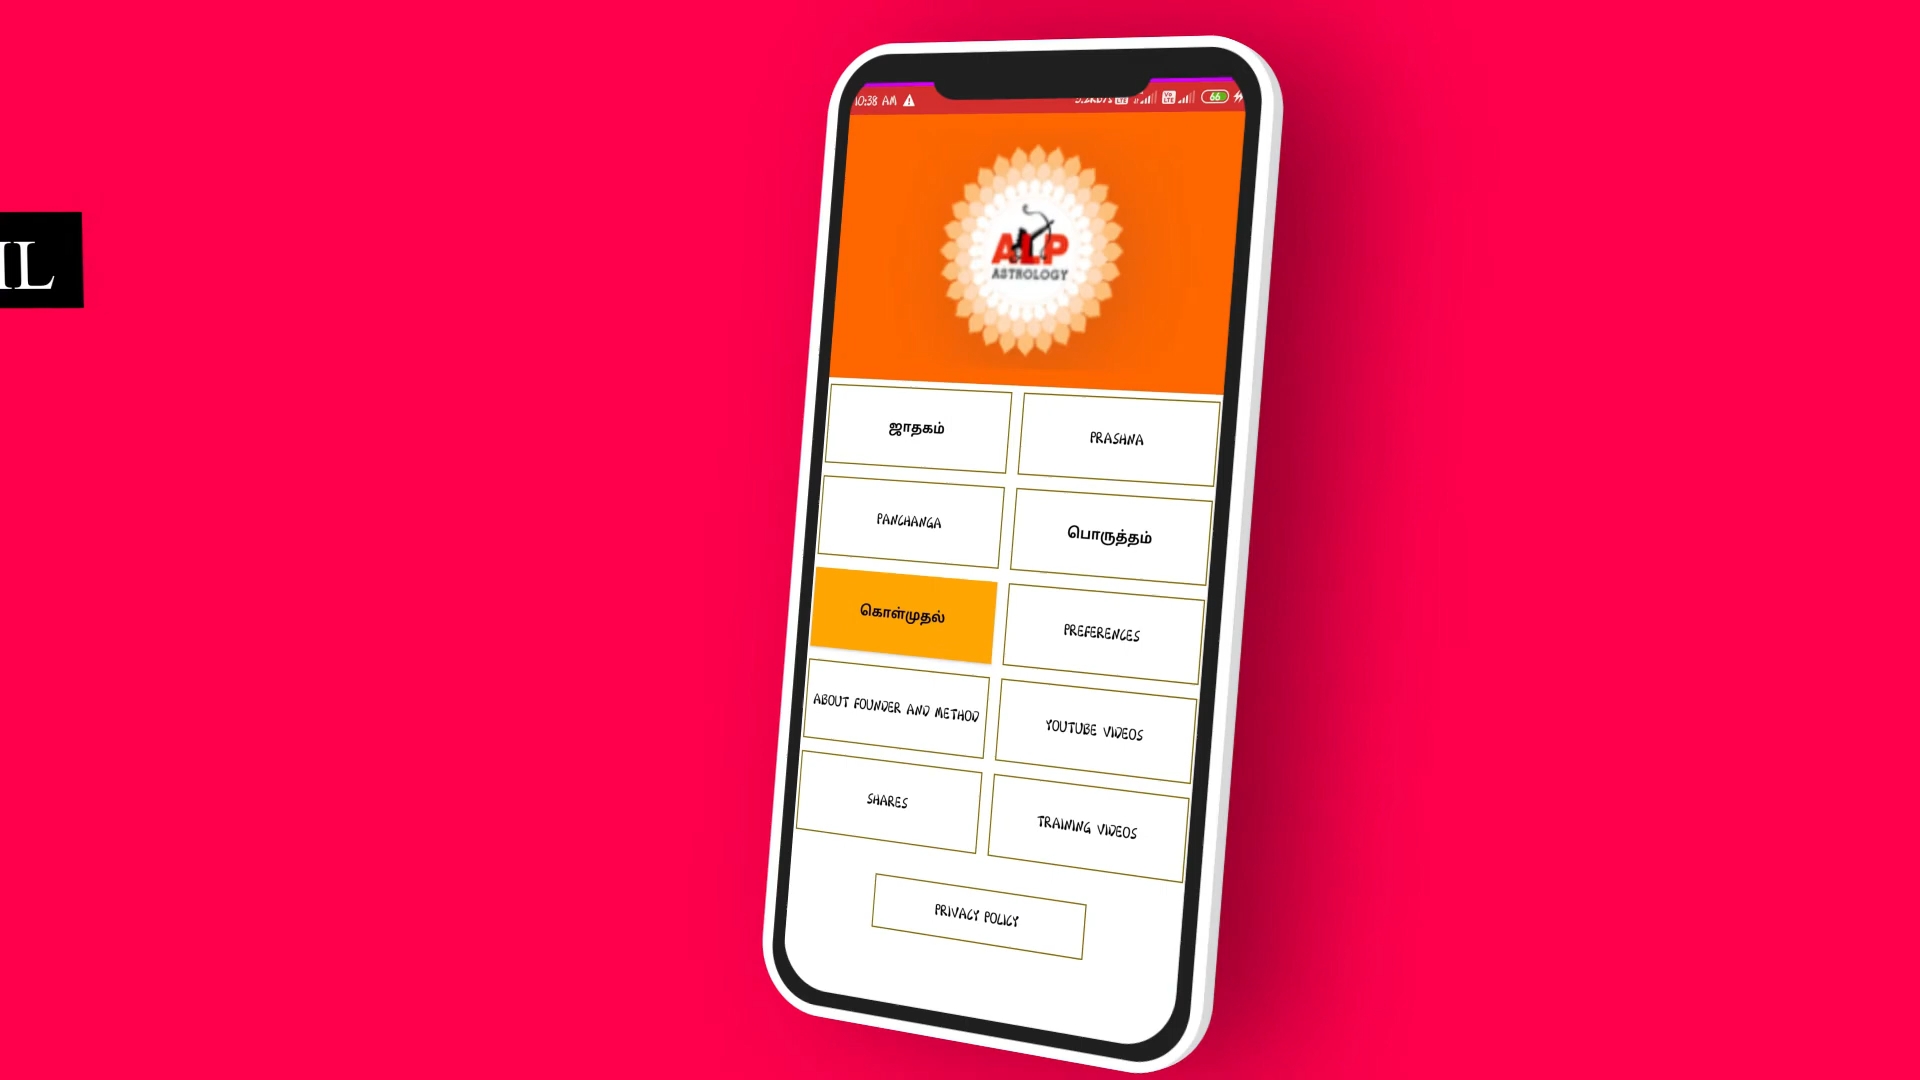 10:38 AM
66
IL
ALP
ASTROLOGY
ஜாதகம்
PRASHNA
PANCHANGA
பொருத்தம்
கொள்முதல்
PREFERENCES
ABOUT FOUNDER AND METHOD
YOUTUBE VIDEOS
SHARES
TRAINING VIDEOS
PRIVACY POLICY